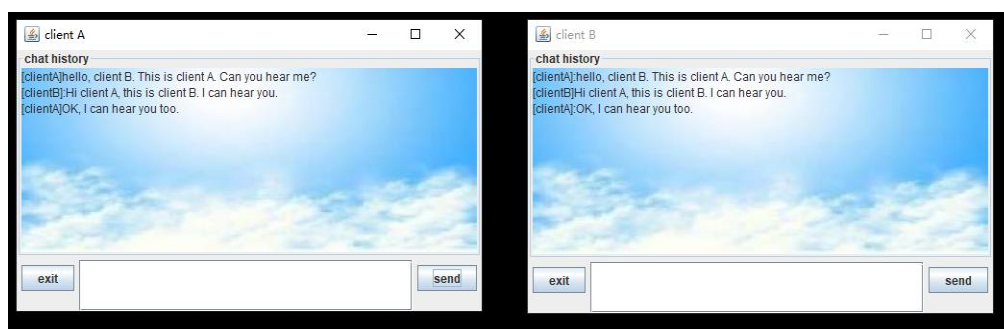 client A
chat history
[clientA]hello, client B. This is client A. Can you hear me?
[clientB]:Hi client A, this is client B. I can hear you.
[clientA]OK, I can hear you too.
exit
send
client B
chat history
[clientA]:hello, client B. This is client A. Can you hear me?
[clientB]Hi client A, this is client B. I can hear you.
[clientA]:OK, I can hear you too.
exit
send